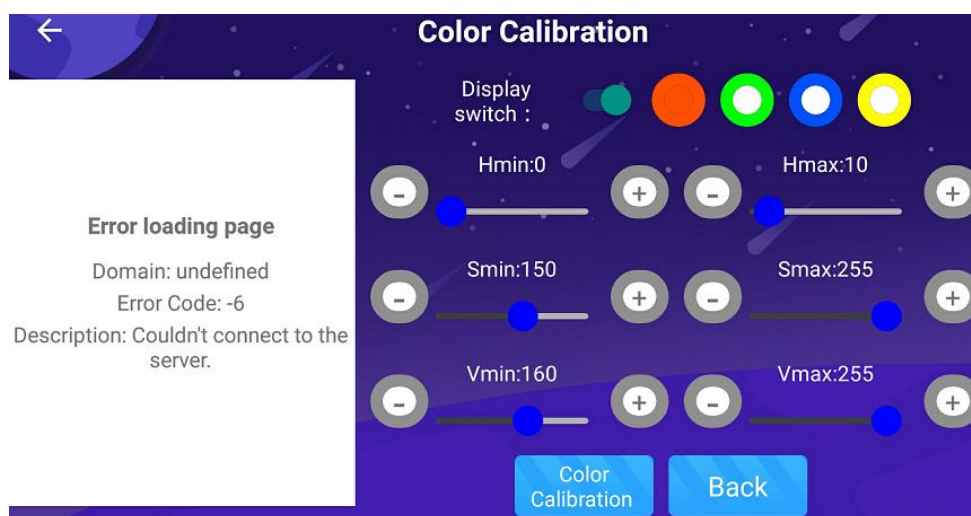 Color Calibration
Display
switch :
Hmin:0
Hmax:10
-
+
-
+
Smin:150
Smax:255
-
+
-
+
Vmin:160
Vmax:255
-
+
-
+
Color
Calibration
Back
Error loading page
Domain: undefined
Error Code: -6
Description: Couldn't connect to the
server.